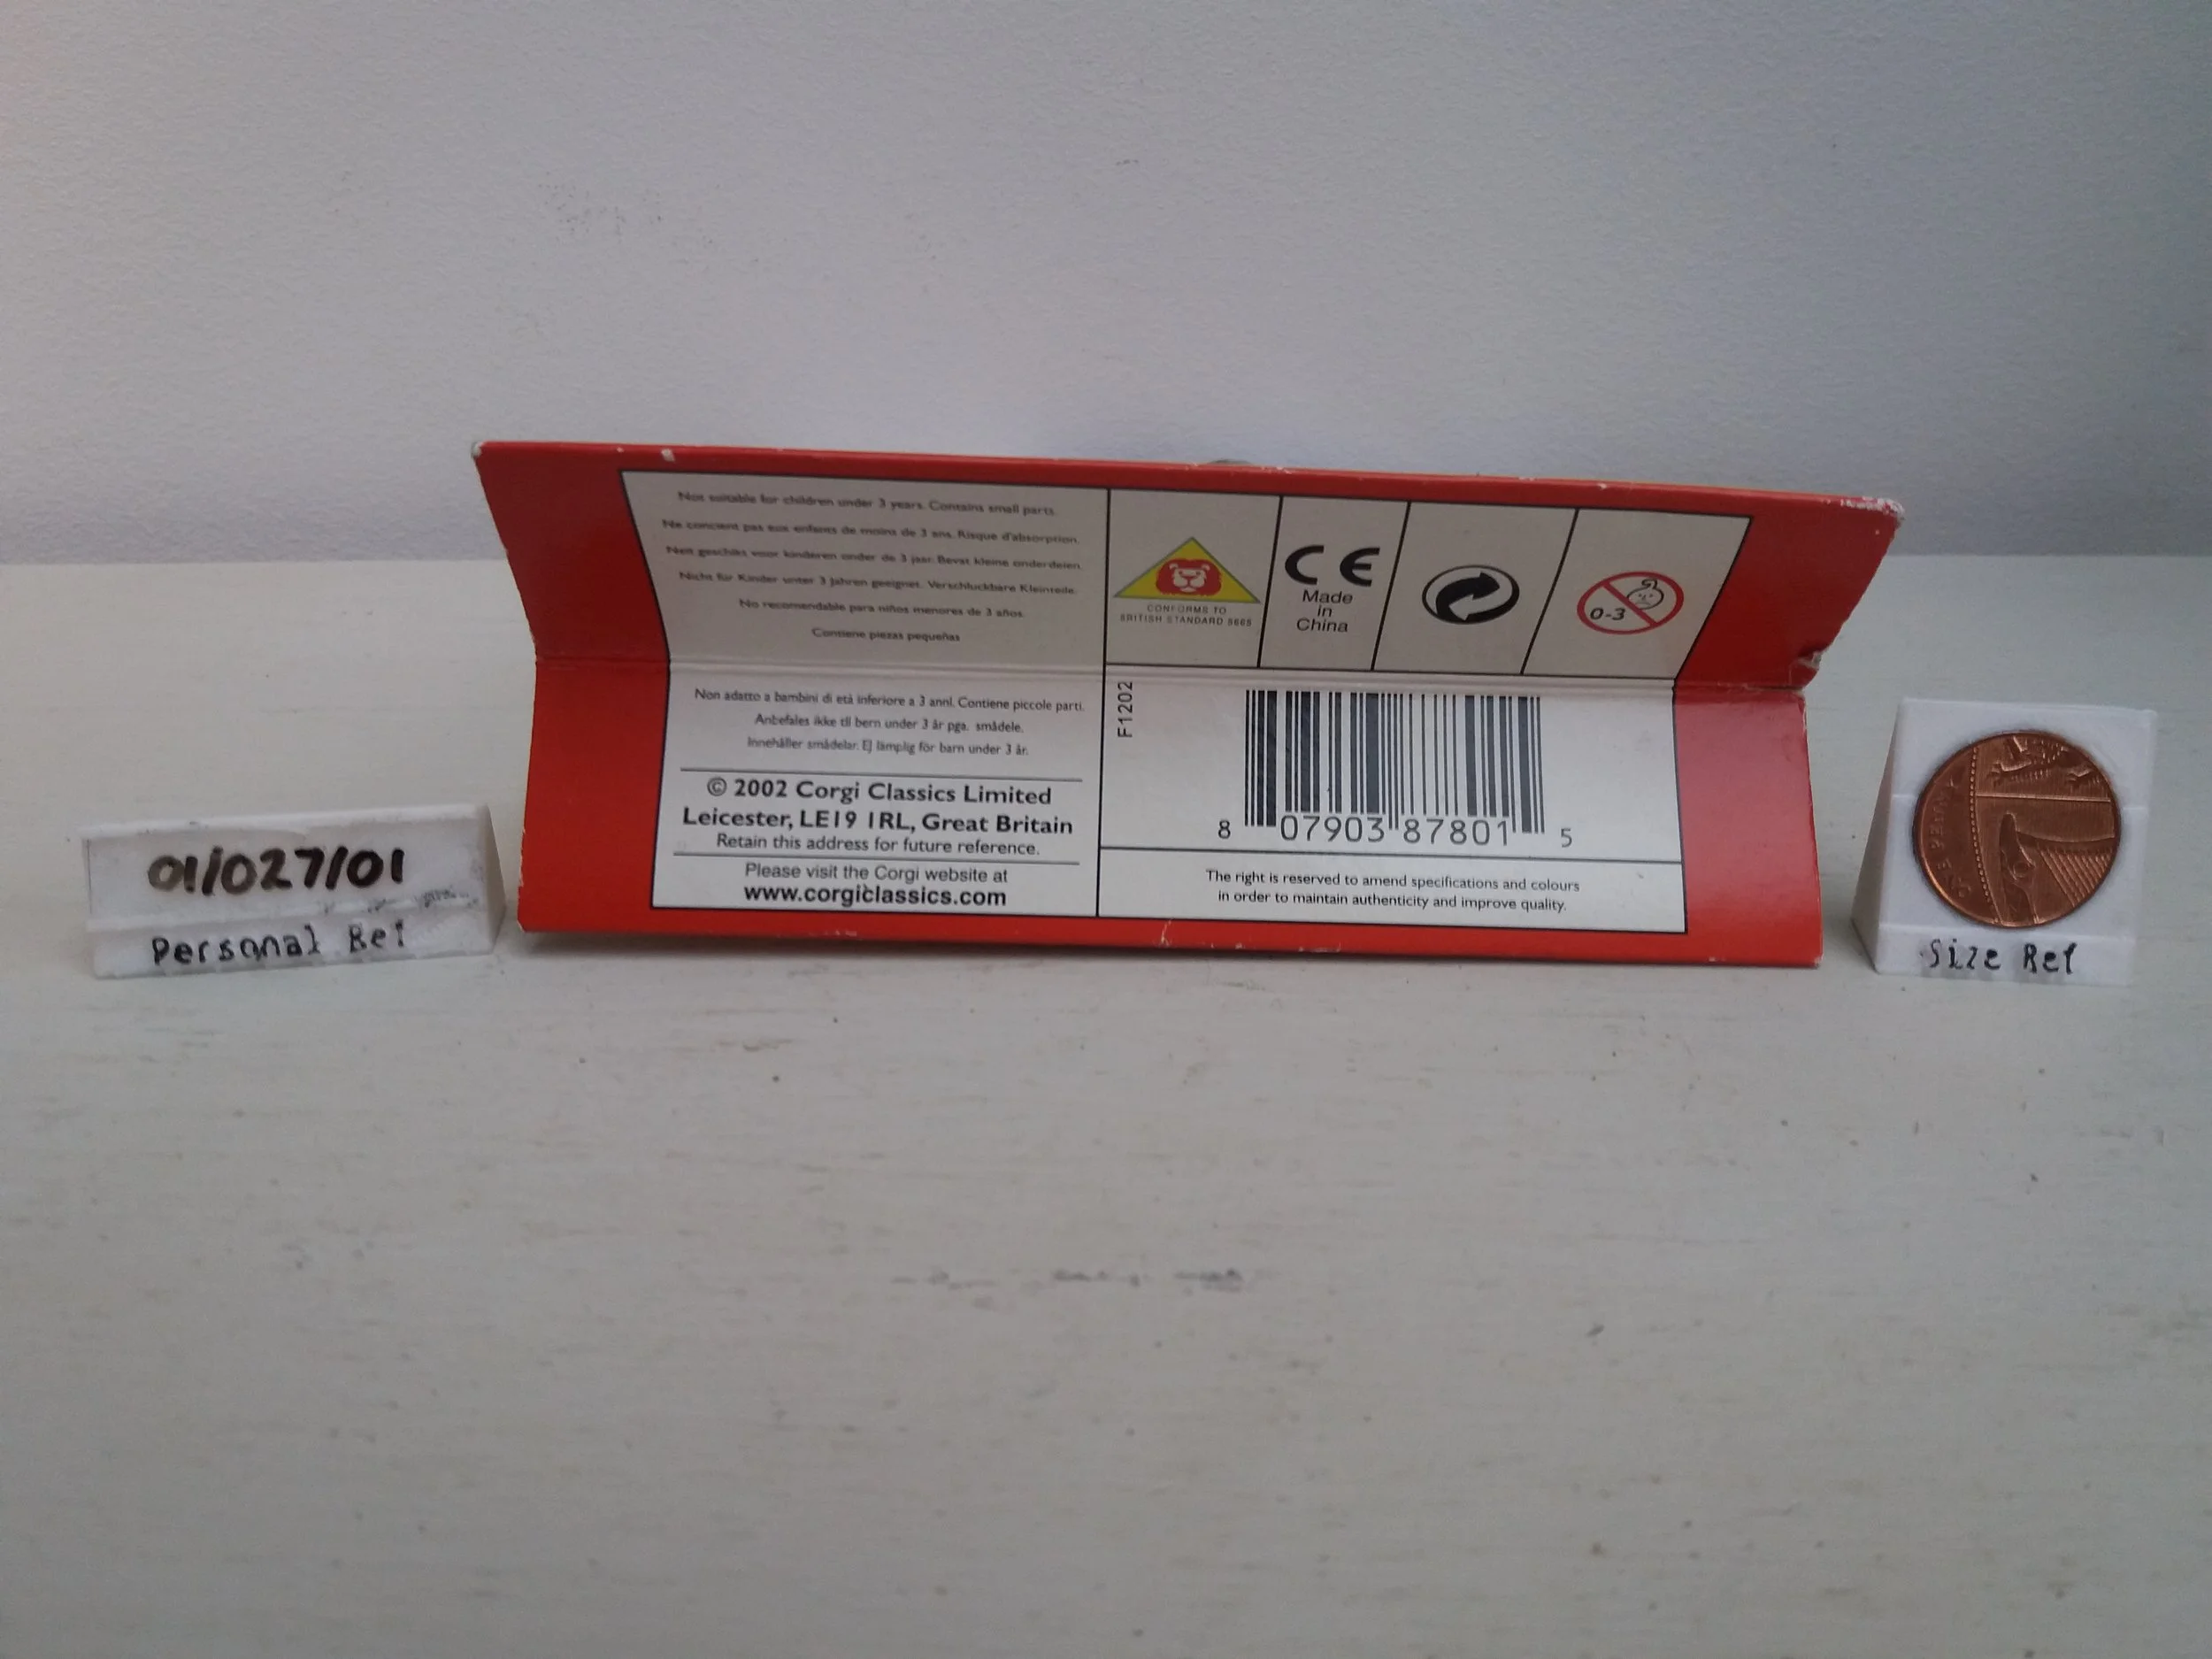 Not suitable for children under 3 years. Contains small parts
Ne concient pas aux enfants de moins de 3 ans. Risque d'absorption.
Neit geschikt voor kinderen onder de 3 jaar. Bevat kleine onderdelen
Nicht für Kinder unter 3 Jahren geeignet. Verschluckbare Kleinteile.
No recomendable para niños menores de 3 años.
Contiene piezas pequeñas
Non adatto a bambini di età inferiore a 3 annl. Contiene piccole parti.
Anbefales ikke tll bern under 3 år pga. smådele.
Innehåller smådelar. EJ lämplig för barn under 3 år.
© 2002 Corgi Classics Limited
Leicester, LE19 1RL, Great Britain
Retain this address for future reference.
Please visit the Corgi website at
www.corgiclassics.com
CONFORMS TO
BRITISH STANDARD 5665
CE
Made
in
China
0-3
F1202
8 07903 87801 5
The right is reserved to amend specifications and colours
in order to maintain authenticity and improve quality.
01/027/01
Personal Ref
ONE PENNY
Size Ref